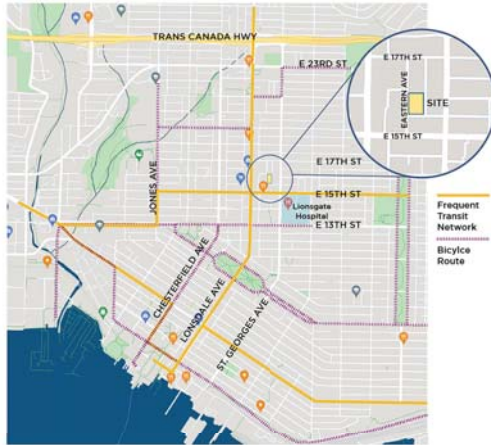 TRANS CANADA HWY
E 23RD ST
E 17TH ST
EASTERN AVE
SITE
E 15TH ST
E 17TH ST
JONES AVE
E 15TH ST
Lionsgate
Hospital
E 13TH ST
Frequent
Transit
Network
Bicylce
Route
CHESTERFIELD AVE
LONSDALE AVE
ST. GEORGES AVE